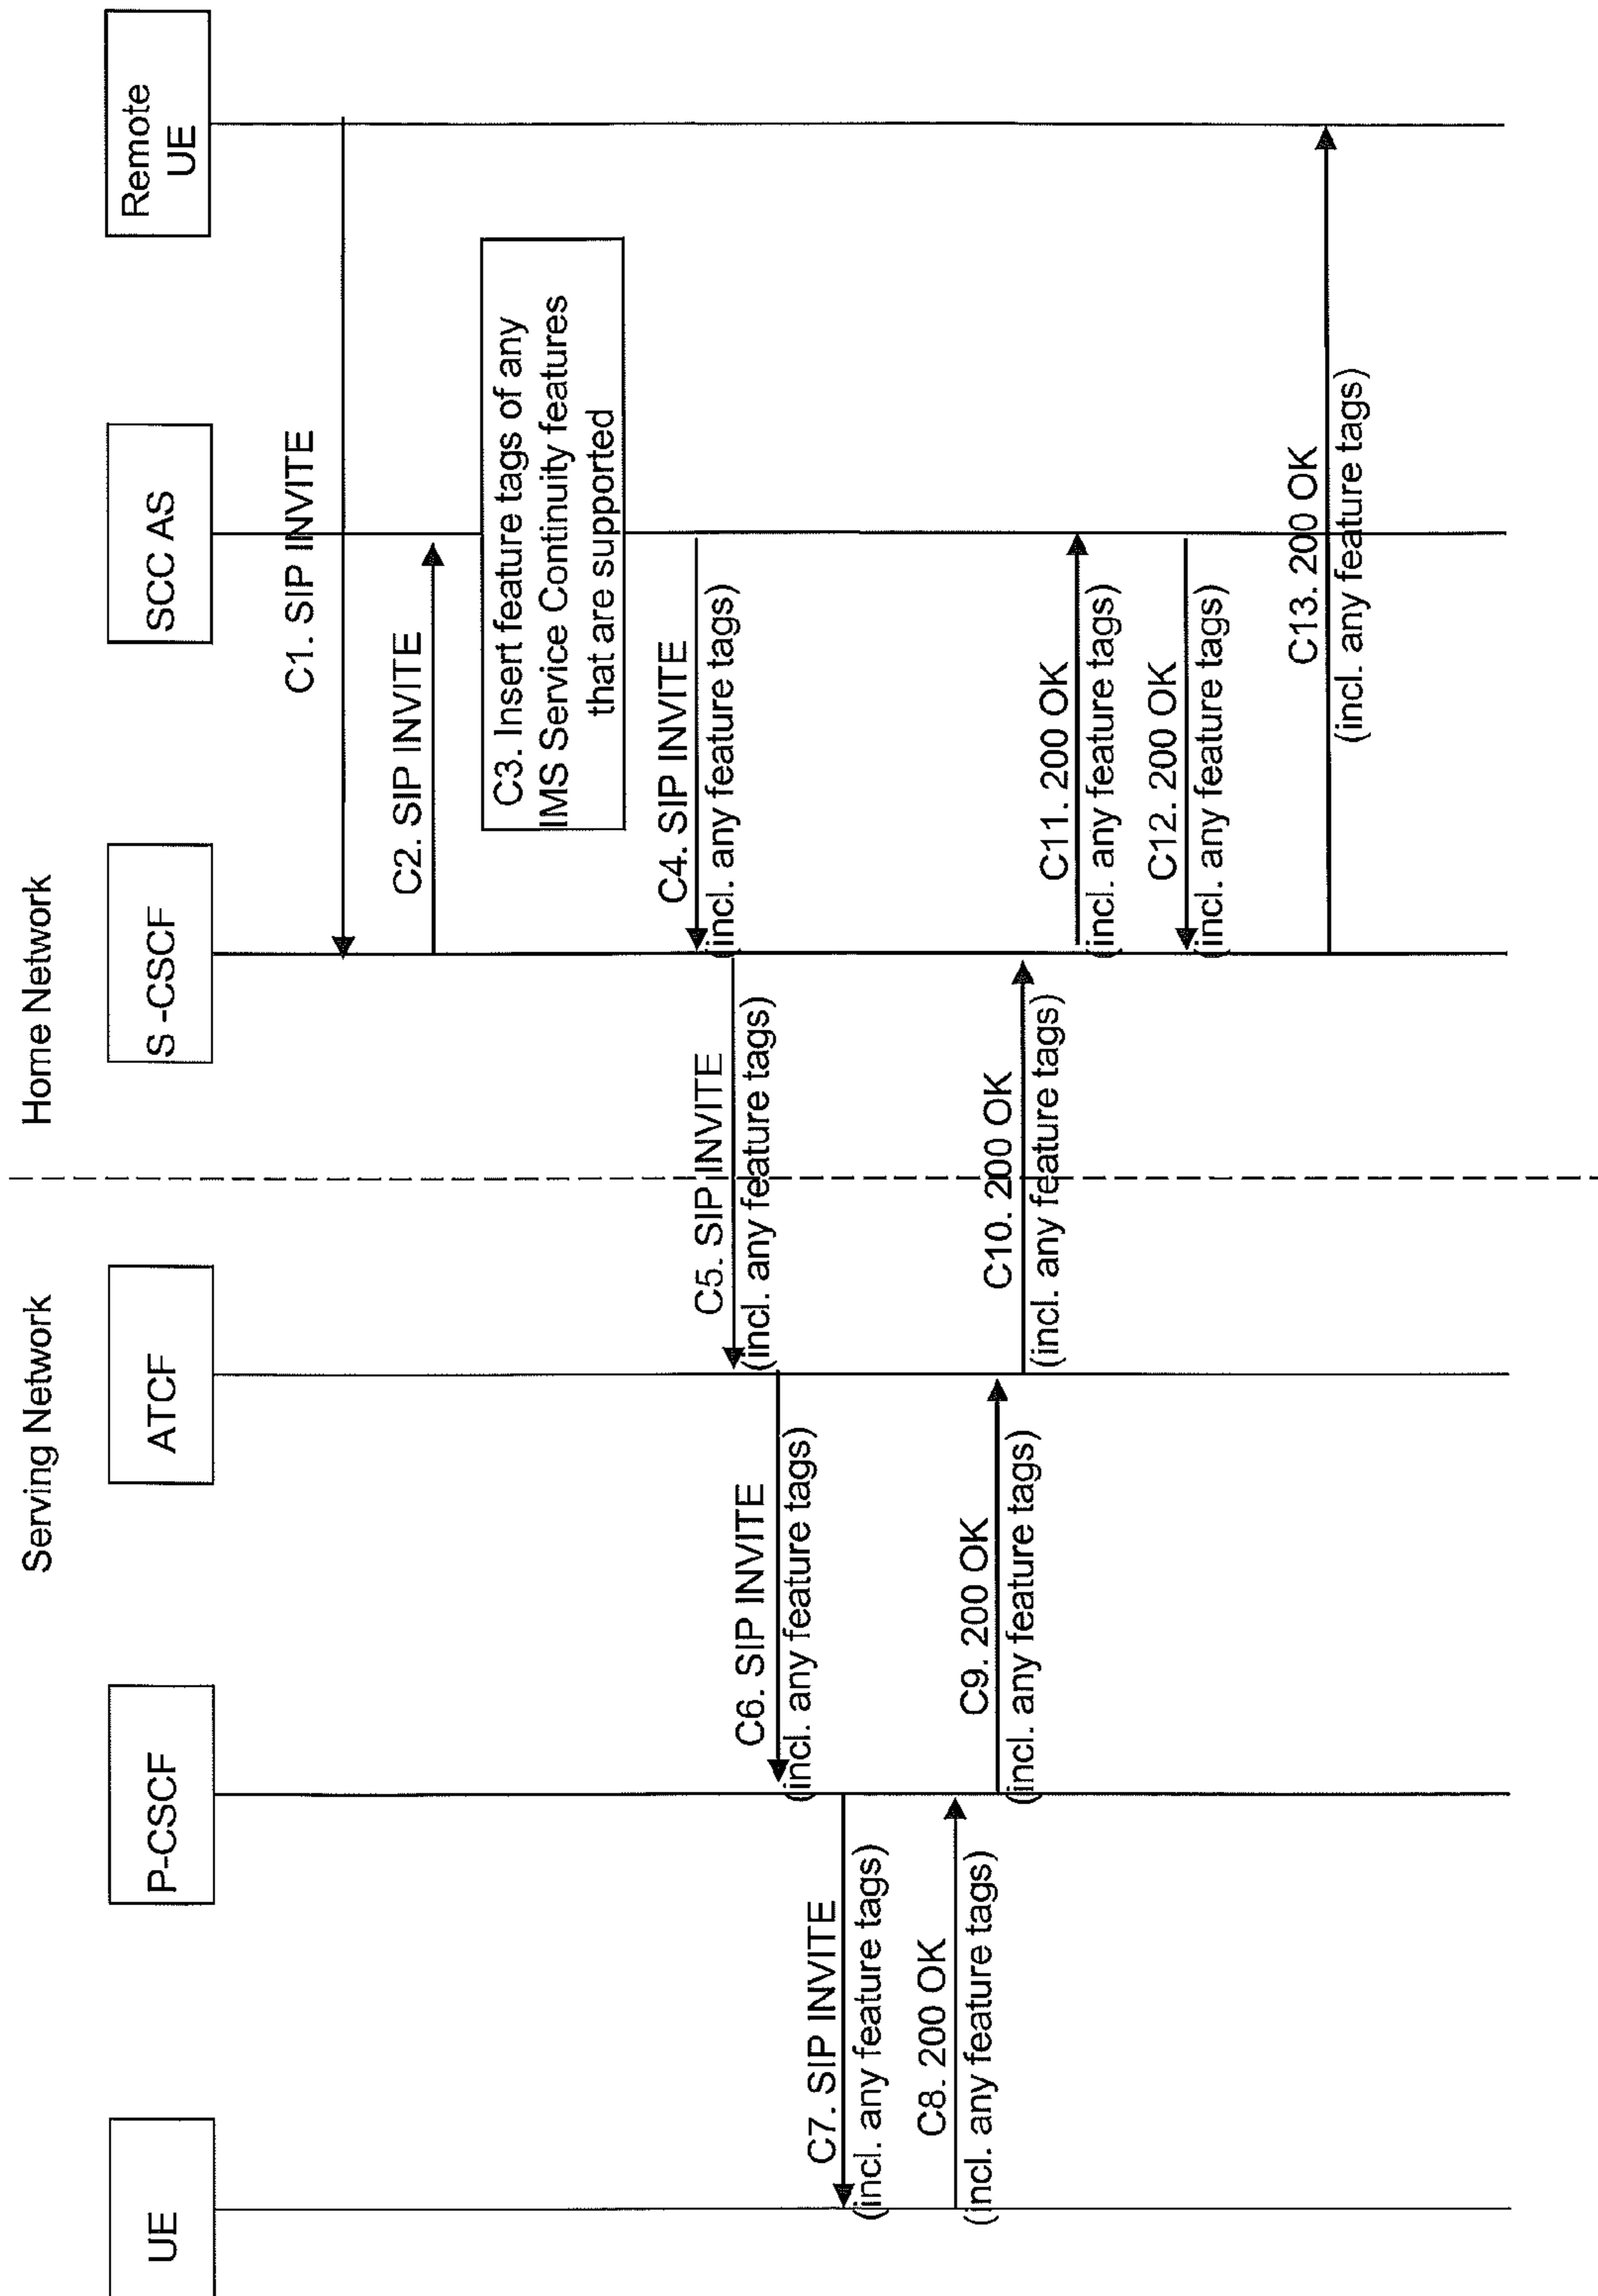 Serving Network
Home Network
UE
P-CSCF
ATCF
S -CSCF
SCC AS
Remote
UE
C1. SIP INVITE
C2. SIP INVITE
C3. Insert feature tags of any
IMS Service Continuity features
that are supported
C4. SIP INVITE
(incl. any feature tags)
C5. SIP INVITE
(incl. any feature tags)
C6. SIP INVITE
(incl. any feature tags)
C7. SIP INVITE
(incl. any feature tags)
C8. 200 OK
(incl. any feature tags)
C9. 200 OK
(incl. any feature tags)
C10. 200 OK
(incl. any feature tags)
C11. 200 OK
(incl. any feature tags)
C12. 200 OK
(incl. any feature tags)
C13. 200 OK
(incl. any feature tags)